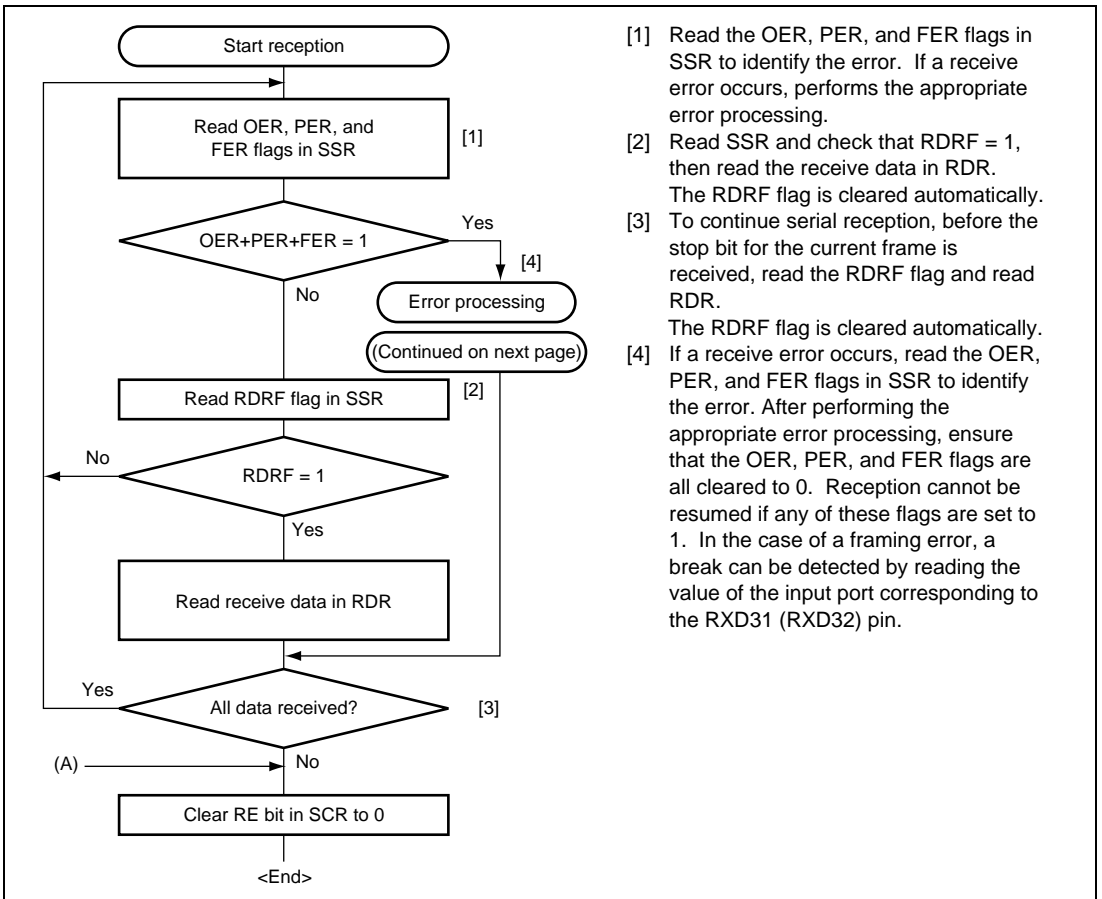 Start reception
Read OER, PER, and
FER flags in SSR
[1]
OER+PER+FER = 1
Yes
[4]
No
Error processing
(Continued on next page)
Read RDRF flag in SSR
[2]
No
RDRF = 1
Yes
Read receive data in RDR
Yes
All data received?
[3]
(A)
No
Clear RE bit in SCR to 0
<End>
[1] Read the OER, PER, and FER flags in
SSR to identify the error. If a receive
error occurs, performs the appropriate
error processing.
[2] Read SSR and check that RDRF = 1,
then read the receive data in RDR.
The RDRF flag is cleared automatically.
[3] To continue serial reception, before the
stop bit for the current frame is
received, read the RDRF flag and read
RDR.
The RDRF flag is cleared automatically.
[4] If a receive error occurs, read the OER,
PER, and FER flags in SSR to identify
the error. After performing the
appropriate error processing, ensure
that the OER, PER, and FER flags are
all cleared to 0. Reception cannot be
resumed if any of these flags are set to
1. In the case of a framing error, a
break can be detected by reading the
value of the input port corresponding to
the RXD31 (RXD32) pin.